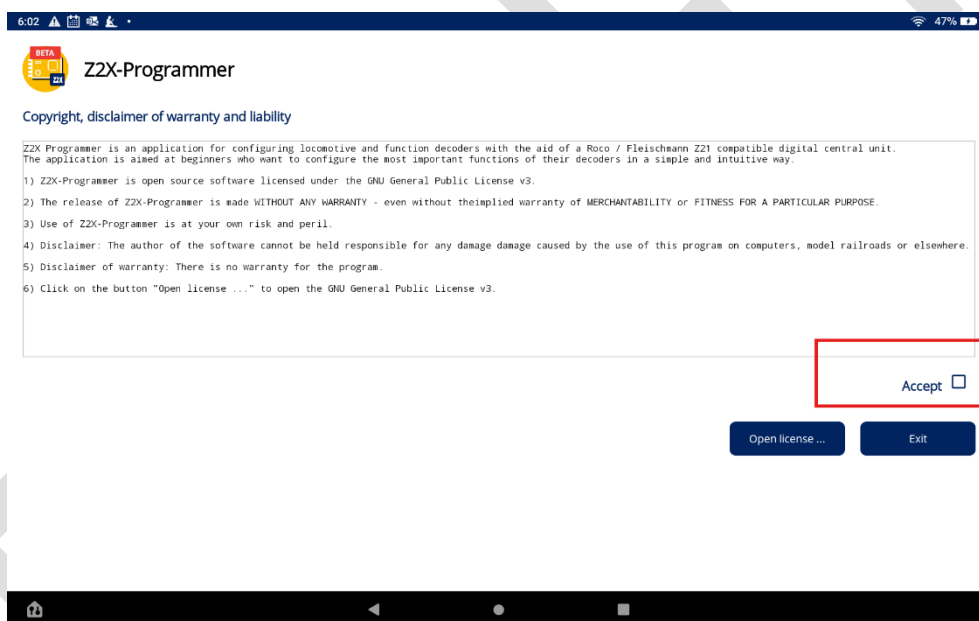 6:02
47%
BETA
Z2X
Z2X-Programmer
Copyright, disclaimer of warranty and liability
Z2X Programmer is an application for configuring locomotive and function decoders with the aid of a Roco / Fleischmann Z21 compatible digital central unit.
The application is aimed at beginners who want to configure the most important functions of their decoders in a simple and intuitive way.
1) Z2X-Programmer is open source software licensed under the GNU General Public License v3.
2) The release of Z2X-Programmer is made WITHOUT ANY WARRANTY - even without theimplied warranty of MERCHANTABILITY or FITNESS FOR A PARTICULAR PURPOSE.
3) Use of Z2X-Programmer is at your own risk and peril.
4) Disclaimer: The author of the software cannot be held responsible for any damage damage caused by the use of this program on computers, model railroads or elsewhere.
5) Disclaimer of warranty: There is no warranty for the program.
6) Click on the button "Open license ..." to open the GNU General Public License v3.
Accept
Open license ...
Exit